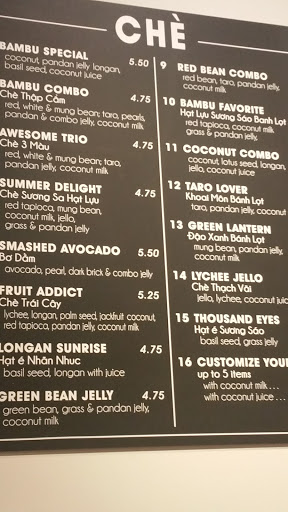 CHÈ
BAMBU SPECIAL 5.50
coconut, pandan jelly, longan,
basil seed, coconut juice
BAMBU COMBO 4.75
Chè Thập Cẩm
red, white & mung bean; taro, pearls,
pandan & combo jelly, coconut milk
AWESOME TRIO 4.75
Chè 3 Màu
red, white & mung bean; taro,
pandan jelly, coconut milk
SUMMER DELIGHT 4.75
Chè Sương Sa Hạt Lựu
red tapioca, mung bean,
coconut milk, jello,
grass & pandan jelly
SMASHED AVOCADO 5.50
Bơ Dầm
avocado, pearl, dark brick & combo jelly
FRUIT ADDICT 5.25
Chè Trái Cây
lychee, longan, palm seed, jackfruit coconut,
red tapioca, pandan jelly, coconut milk
LONGAN SUNRISE 4.75
Hạt é Nhãn Nhục
basil seed, longan with juice
GREEN BEAN JELLY 4.75
green bean, grass & pandan jelly,
coconut milk
9 RED BEAN COMBO
red bean, taro, pandan jelly,
coconut milk
10 BAMBU FAVORITE
Hạt Lựu Sương Sáo Bánh Lọt
red tapioca, coconut milk,
grass & pandan jelly,
11 COCONUT COMBO
coconut, lotus seed, longan,
jello, coconut juice
12 TARO LOVER
Khoai Môn Bánh Lọt
taro, pandan jelly, coconut
13 GREEN LANTERN
Đậu Xanh Bánh Lọt
mung bean, pandan jelly,
coconut milk
14 LYCHEE JELLO
Chè Thạch Vải
jello, lychee, coconut juice
15 THOUSAND EYES
Hạt é Sương Sáo
basil seed, grass jelly
16 CUSTOMIZE YOUR
up to 5 items
with coconut milk . . .
with coconut juice . .